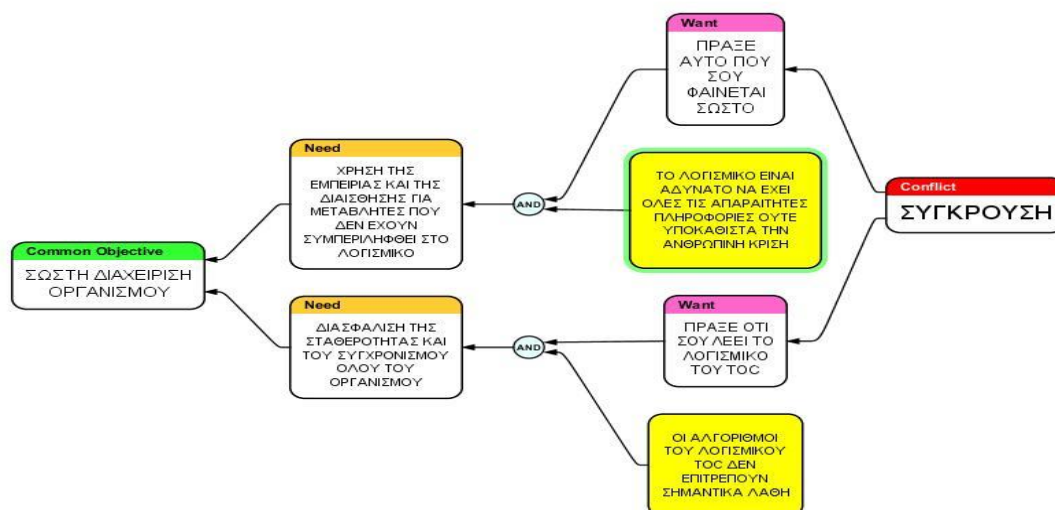 Want
ΠΡΑΞΕ
ΑΥΤΟ ΠΟΥ
ΣΟΥ
ΦΑΙΝΕΤΑΙ
ΣΩΣΤΟ
Need
ΧΡΗΣΗ ΤΗΣ
ΕΜΠΕΙΡΙΑΣ ΚΑΙ ΤΗΣ
ΔΙΑΙΣΘΗΣΗΣ ΓΙΑ
ΜΕΤΑΒΛΗΤΕΣ ΠΟΥ
ΔΕΝ ΕΧΟΥΝ
ΣΥΜΠΕΡΙΛΗΦΘΕΙ ΣΤΟ
ΛΟΓΙΣΜΙΚΟ
AND
ΤΟ ΛΟΓΙΣΜΙΚΟ ΕΙΝΑΙ
ΑΔΥΝΑΤΟ ΝΑ ΕΧΕΙ
ΟΛΕΣ ΤΙΣ ΑΠΑΡΑΙΤΗΤΕΣ
ΠΛΗΡΟΦΟΡΙΕΣ ΟΥΤΕ
ΥΠΟΚΑΘΙΣΤΑ ΤΗΝ
ΑΝΘΡΩΠΙΝΗ ΚΡΙΣΗ
Conflict
ΣΥΓΚΡΟΥΣΗ
Common Objective
ΣΩΣΤΗ ΔΙΑΧΕΙΡΙΣΗ
ΟΡΓΑΝΙΣΜΟΥ
Need
ΔΙΑΣΦΑΛΙΣΗ ΤΗΣ
ΣΤΑΘΕΡΟΤΗΤΑΣ ΚΑΙ
ΤΟΥ ΣΥΓΧΡΟΝΙΣΜΟΥ
ΟΛΟΥ ΤΟΥ
ΟΡΓΑΝΙΣΜΟΥ
AND
Want
ΠΡΑΞΕ ΟΤΙ
ΣΟΥ ΛΕΕΙ ΤΟ
ΛΟΓΙΣΜΙΚΟ
ΤΟΥ TOC
ΟΙ ΑΛΓΟΡΙΘΜΟΙ
ΤΟΥ ΛΟΓΙΣΜΙΚΟΥ
TOC ΔΕΝ
ΕΠΙΤΡΕΠΟΥΝ
ΣΗΜΑΝΤΙΚΑ ΛΑΘΗ